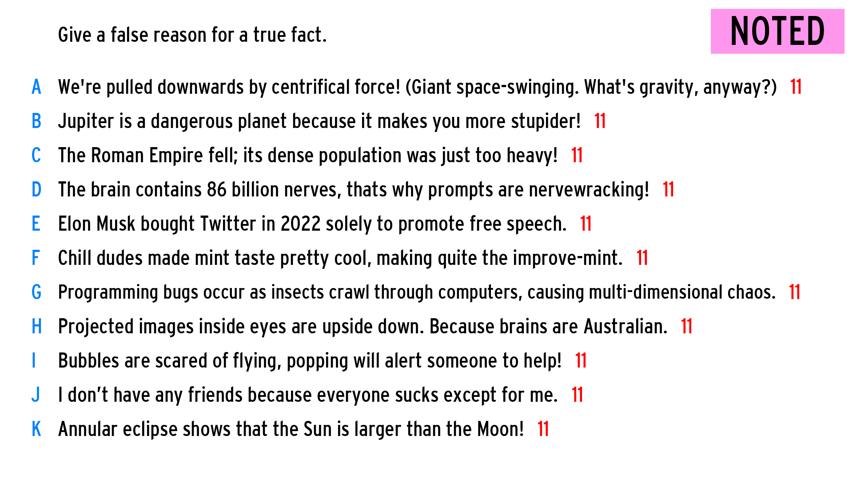 Give a false reason for a true fact.
NOTED
A We're pulled downwards by centrifical force! (Giant space-swinging. What's gravity, anyway?) 11
B Jupiter is a dangerous planet because it makes you more stupider! 11
C The Roman Empire fell; its dense population was just too heavy! 11
D The brain contains 86 billion nerves, thats why prompts are nervewracking! 11
E Elon Musk bought Twitter in 2022 solely to promote free speech. 11
F Chill dudes made mint taste pretty cool, making quite the improve-mint. 11
G Programming bugs occur as insects crawl through computers, causing multi-dimensional chaos. 11
H Projected images inside eyes are upside down. Because brains are Australian. 11
I Bubbles are scared of flying, popping will alert someone to help! 11
J I don’t have any friends because everyone sucks except for me. 11
K Annular eclipse shows that the Sun is larger than the Moon! 11